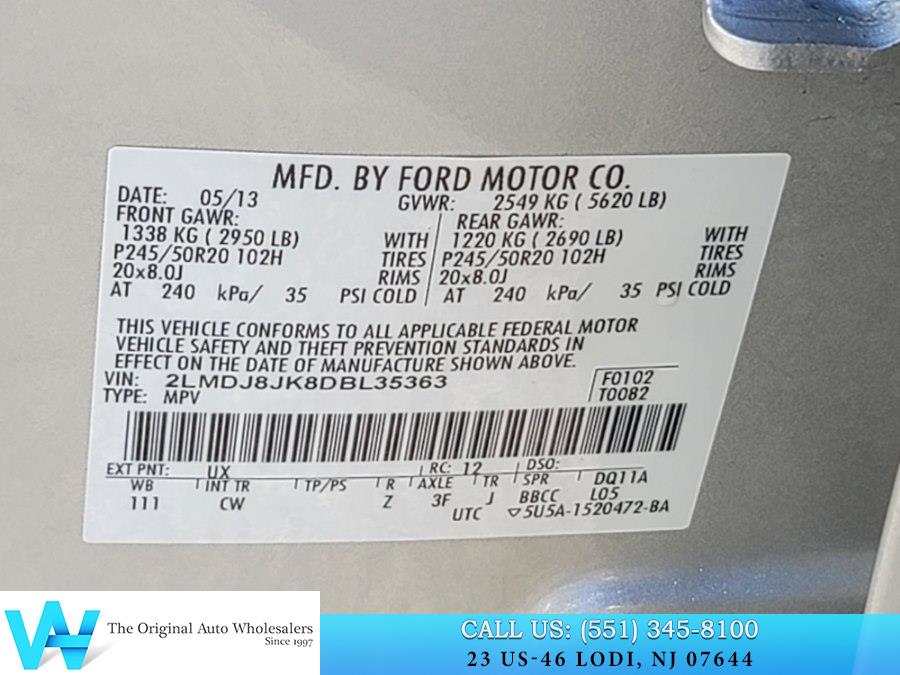 MFD. BY FORD MOTOR CO.
DATE: 05/13 GVWR: 2549 KG ( 5620 LB)
FRONT GAWR: REAR GAWR:
1338 KG ( 2950 LB) WITH 1220 KG ( 2690 LB) WITH
P245/50R20 102H TIRES P245/50R20 102H TIRES
20x8.0J RIMS 20x8.0J RIMS
AT 240 kPa/ 35 PSI COLD AT 240 kPa/ 35 PSI COLD
THIS VEHICLE CONFORMS TO ALL APPLICABLE FEDERAL MOTOR
VEHICLE SAFETY AND THEFT PREVENTION STANDARDS IN
EFFECT ON THE DATE OF MANUFACTURE SHOWN ABOVE.
VIN: 2LMDJ8JK8DBL35363 F0102
TYPE: MPV T0082
EXT PNT: UX RC: 12 DSO:
WB INT TR TP/PS R AXLE TR SPR DQ11A
111 CW Z 3F J BBCC L05
UTC ▽5U5A-1520472-BA
The Original Auto Wholesalers
Since 1997
CALL US: (551) 345-8100
23 US-46 LODI, NJ 07644